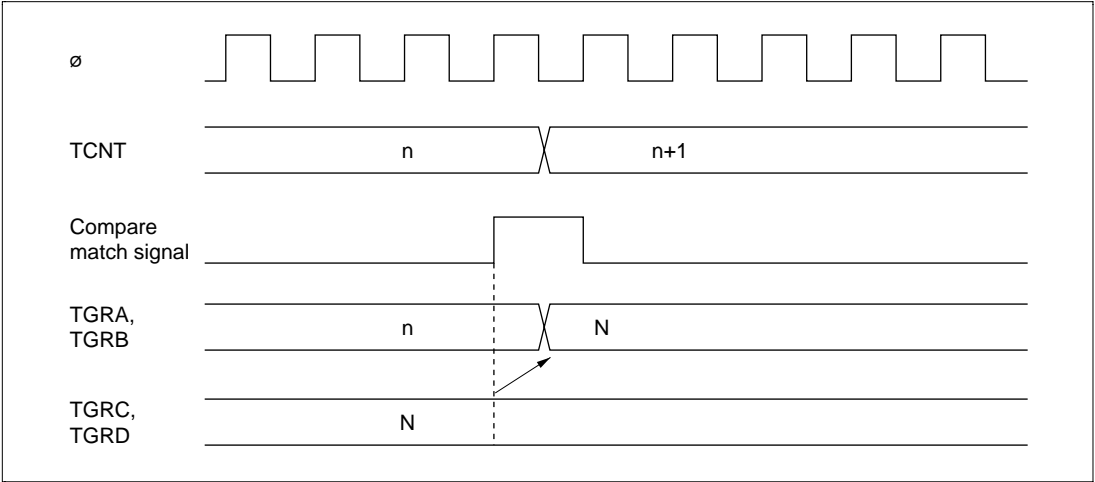 ø
TCNT
n
n+1
Compare
match signal
TGRA,
TGRB
n
N
TGRC,
TGRD
N